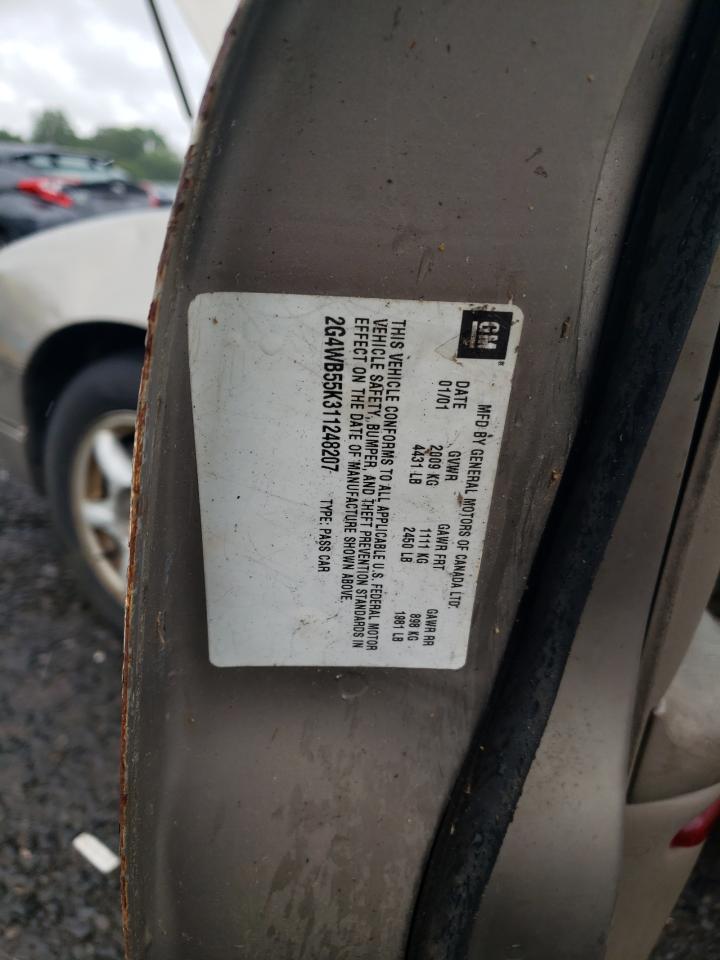 GM
MFD BY GENERAL MOTORS OF CANADA LTD.
DATE GVWR GAWR FRT GAWR RR
01/01 2009 KG 1111 KG 898 KG
4431 LB 2450 LB 1981 LB
THIS VEHICLE CONFORMS TO ALL APPLICABLE U.S. FEDERAL MOTOR
VEHICLE SAFETY, BUMPER, AND THEFT PREVENTION STANDARDS IN
EFFECT ON THE DATE OF MANUFACTURE SHOWN ABOVE.
2G4WB55K311248207 TYPE: PASS CAR